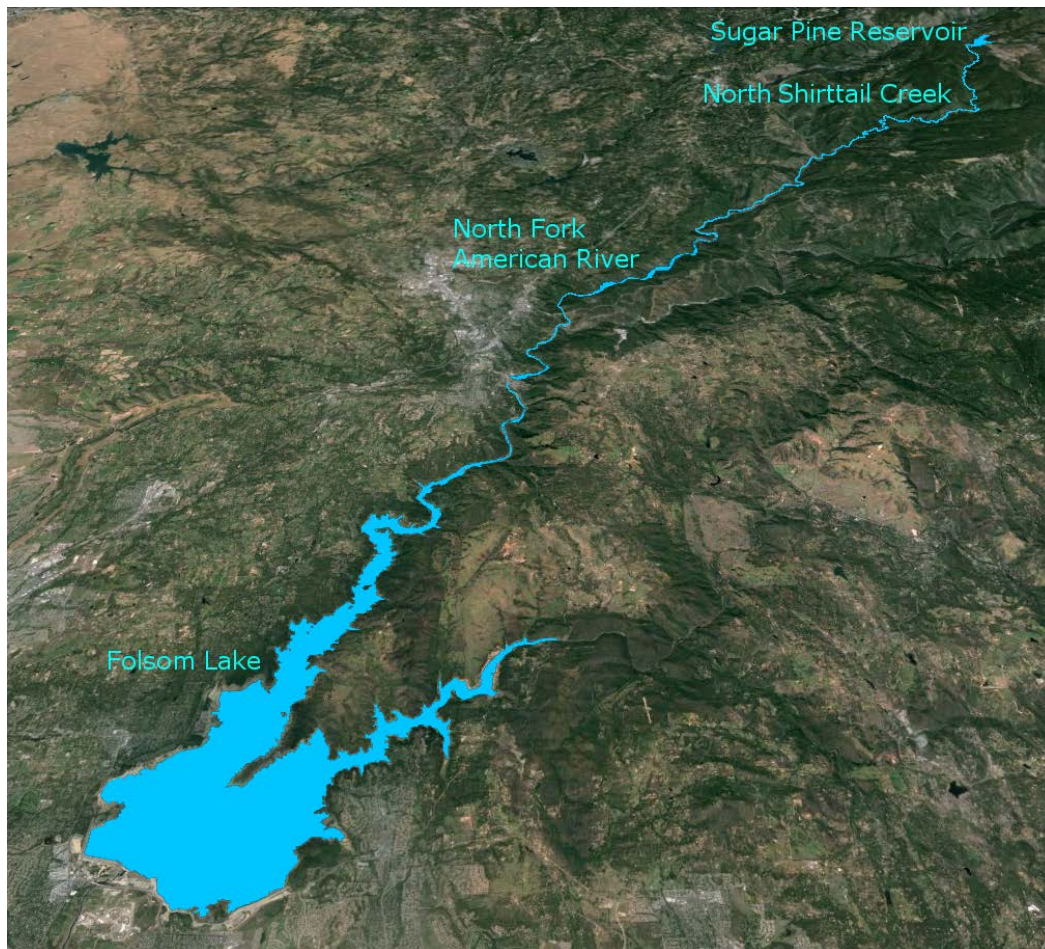 Sugar Pine Reservoir
North Shirttail Creek
North Fork
American River
Folsom Lake